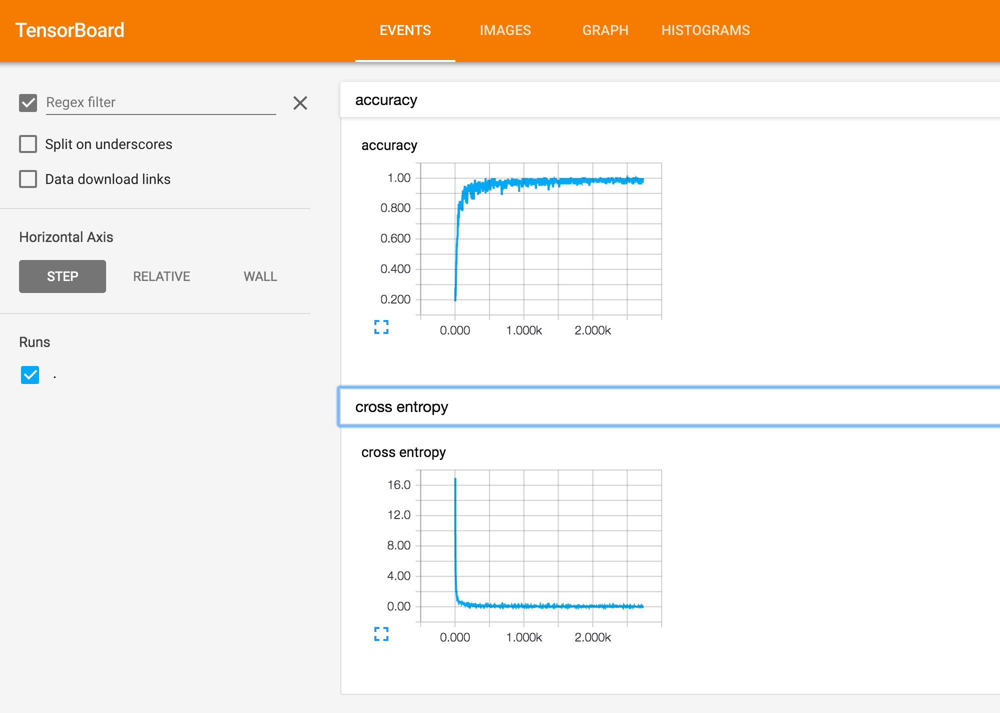 TensorBoard
EVENTS
IMAGES
GRAPH
HISTOGRAMS
Regex filter
Split on underscores
Data download links
Horizontal Axis
STEP
RELATIVE
WALL
Runs
.
accuracy
accuracy
1.00
0.800
0.600
0.400
0.200
0.000 1.000k 2.000k
cross entropy
cross entropy
16.0
12.0
8.00
4.00
0.00
0.000 1.000k 2.000k